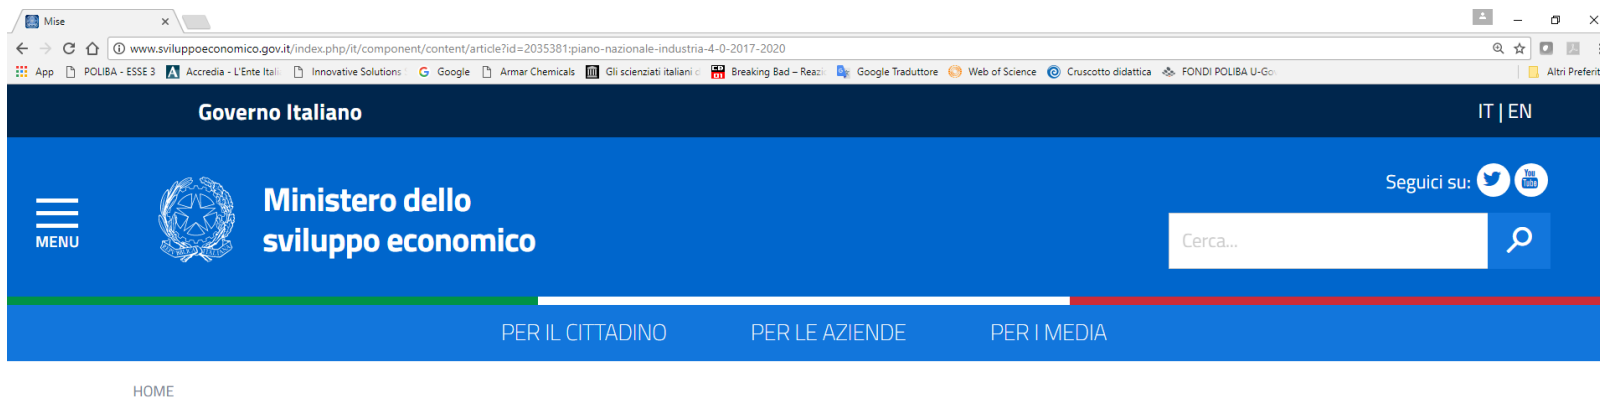 Mise
www.sviluppoeconomico.gov.it/index.php/it/component/content/article?id=2035381:piano-nazionale-industria-4-0-2017-2020
App POLIBA - ESSE 3 Accredia - L'Ente Itali Innovative Solutions Google Armar Chemicals Gli scienziati italiani Breaking Bad – Reazi Google Traduttore Web of Science Cruscotto didattica FONDI POLIBA U-Go Altri Preferit
Governo Italiano IT | EN
Seguici su: You Tube
Ministero dello
sviluppo economico
MENU
Cerca...
PER IL CITTADINO PER LE AZIENDE PER I MEDIA
HOME